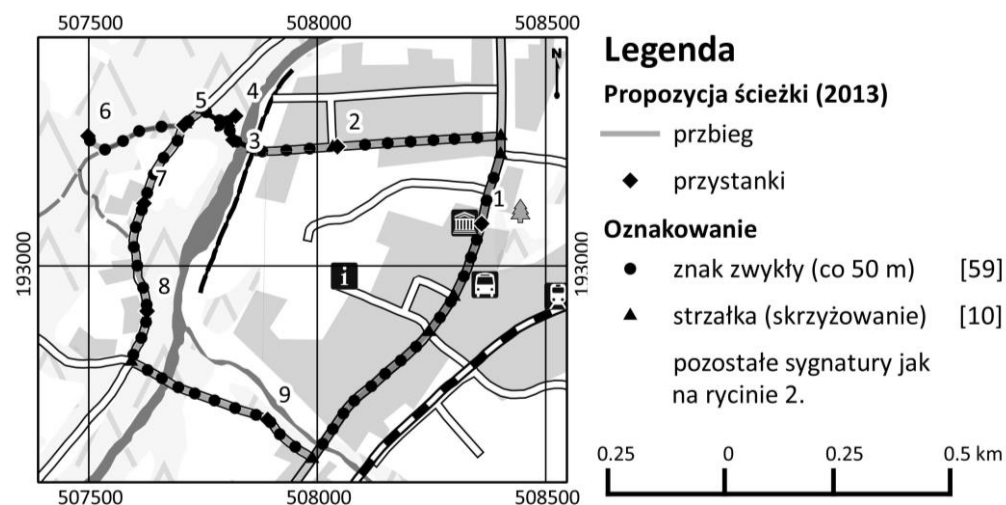 507500 508000 508500
Legenda
Propozycja ścieżki (2013)
przbieg
przystanki
Oznakowanie
znak zwykły (co 50 m) [59]
strzałka (skrzyżowanie) [10]
pozostałe sygnatury jak
na rycinie 2.
0.25 0 0.25 0.5 km
N
4
5
6
2
3
7
1
193000 193000
i
8
9
507500 508000 508500